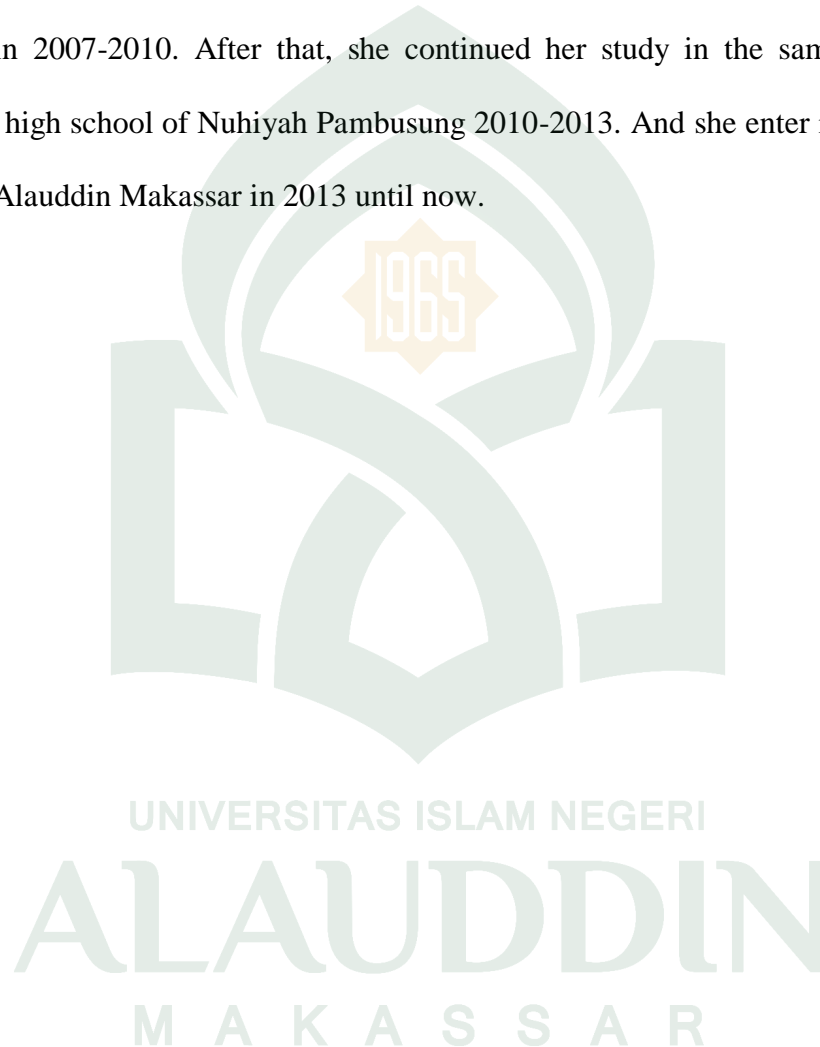 in 2007-2010. After that, she continued her study in the sam
high school of Nuhiyah Pambusung 2010-2013. And she enter
Alauddin Makassar in 2013 until now.
1965
UNIVERSITAS ISLAM NEGERI
ALAUDDIN
MAKASSAR